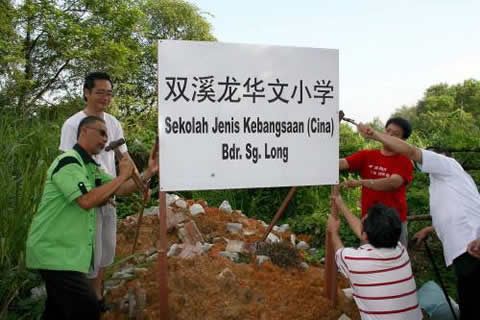 双溪龙华文小学
Sekolah Jenis Kebangsaan (Cina)
Bdr. Sg. Long